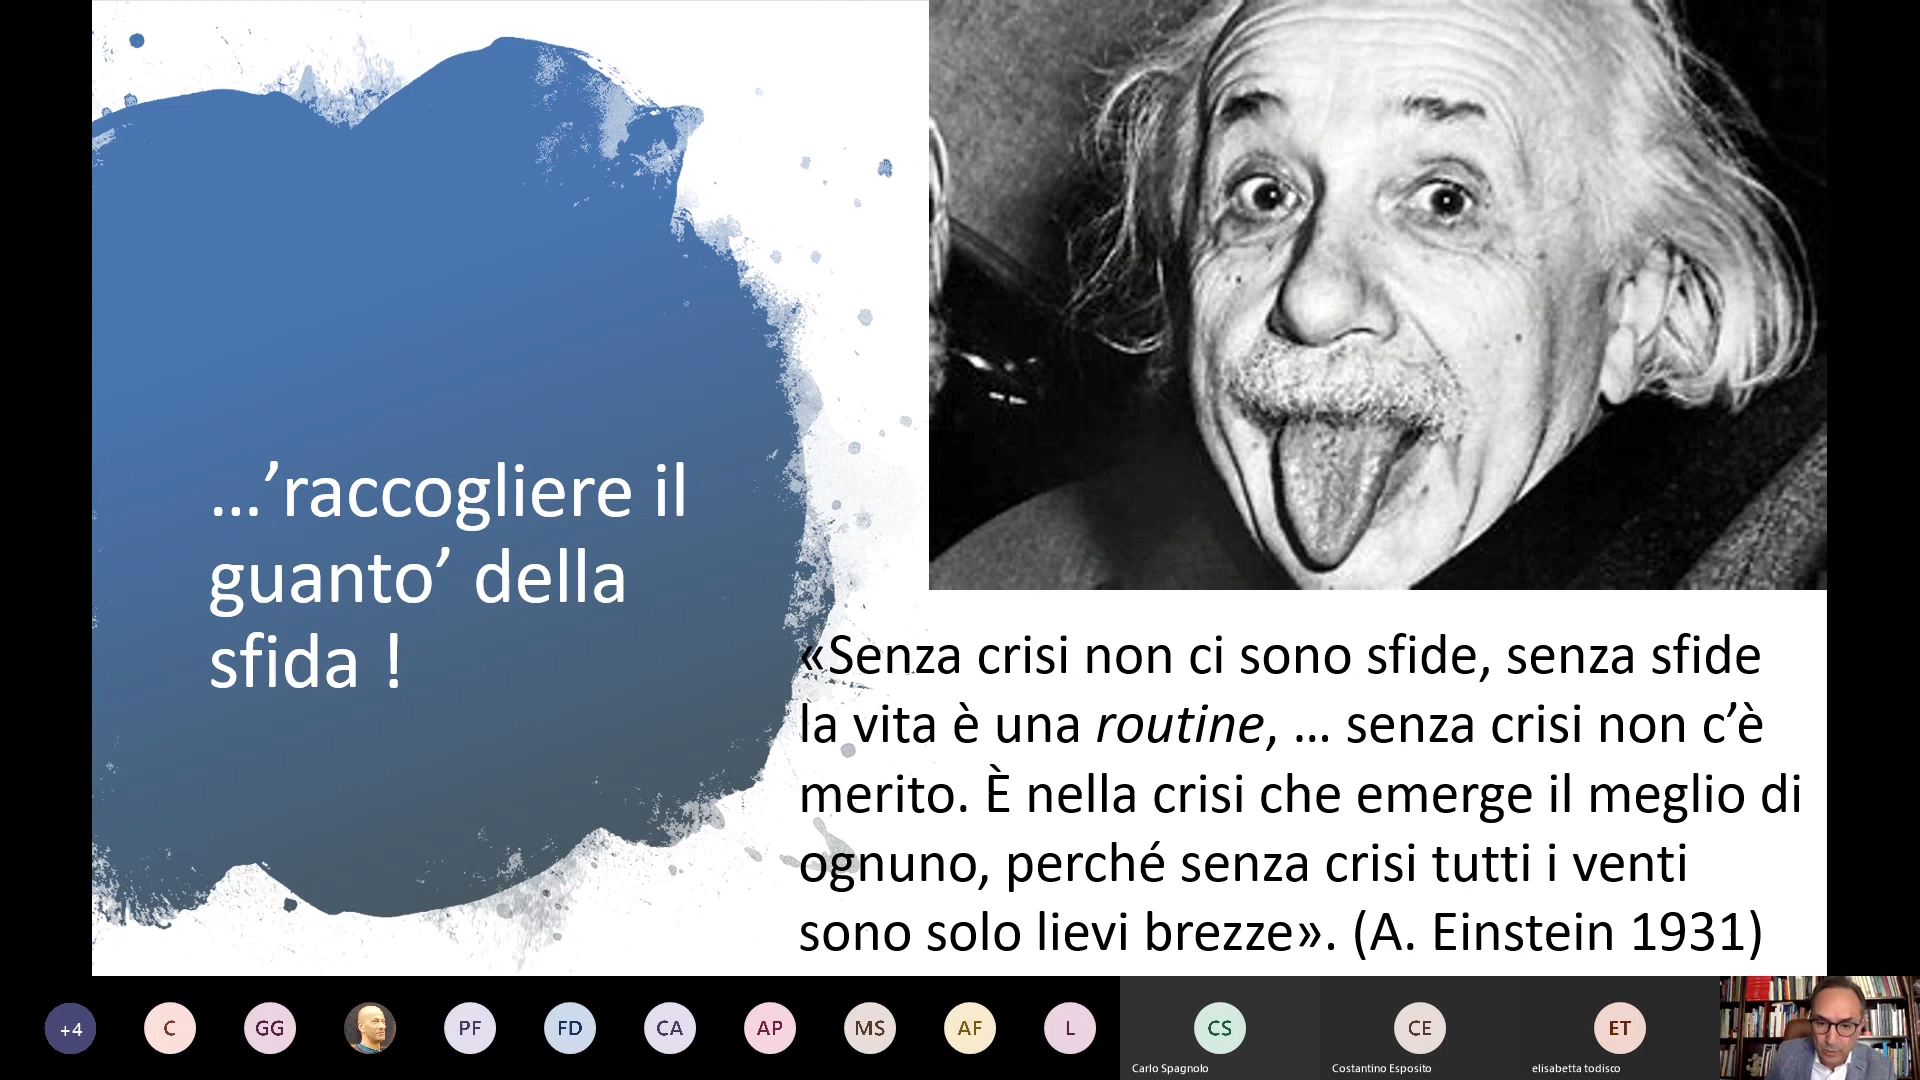 ...’raccogliere il
guanto’ della
sfida !
«Senza crisi non ci sono sfide, senza sfide
la vita è una routine, ... senza crisi non c’è
merito. È nella crisi che emerge il meglio di
ognuno, perché senza crisi tutti i venti
sono solo lievi brezze». (A. Einstein 1931)
+4
C
GG
PF
FD
CA
AP
MS
AF
L
CS
CE
ET
Carlo Spagnolo
Costantino Esposito
elisabetta todisco